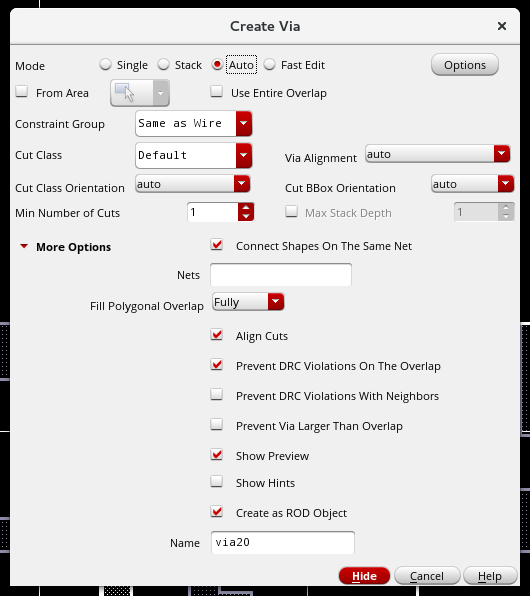 Create Via
Mode Single Stack Auto Fast Edit Options
From Area Use Entire Overlap
Constraint Group Same as Wire
Cut Class Default Via Alignment auto
Cut Class Orientation auto Cut BBox Orientation auto
Min Number of Cuts 1 Max Stack Depth 1
More Options Connect Shapes On The Same Net
Nets
Fill Polygonal Overlap Fully
Align Cuts
Prevent DRC Violations On The Overlap
Prevent DRC Violations With Neighbors
Prevent Via Larger Than Overlap
Show Preview
Show Hints
Create as ROD Object
Name via20
Hide Cancel Help